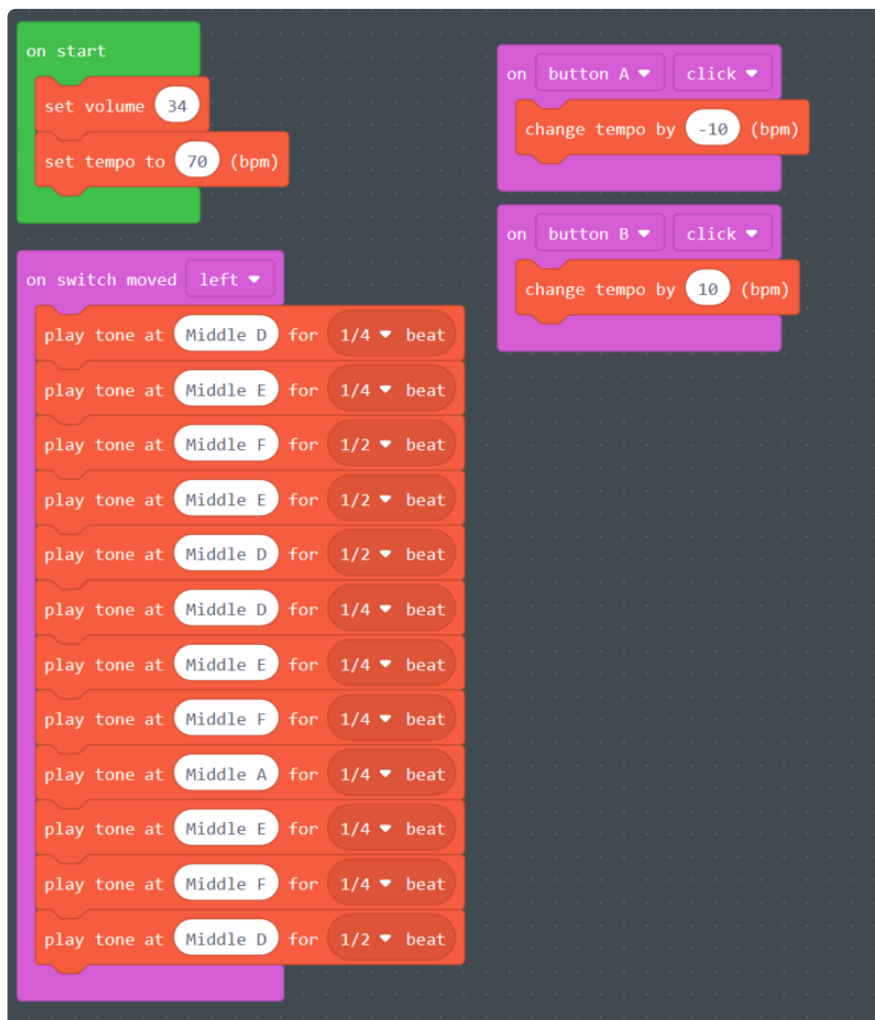 on start
set volume 34
set tempo to 70 (bpm)
on switch moved left
play tone at Middle D for 1/4 beat
play tone at Middle E for 1/4 beat
play tone at Middle F for 1/2 beat
play tone at Middle E for 1/2 beat
play tone at Middle D for 1/2 beat
play tone at Middle D for 1/4 beat
play tone at Middle E for 1/4 beat
play tone at Middle F for 1/4 beat
play tone at Middle A for 1/4 beat
play tone at Middle E for 1/4 beat
play tone at Middle F for 1/4 beat
play tone at Middle D for 1/2 beat
on button A click
change tempo by -10 (bpm)
on button B click
change tempo by 10 (bpm)